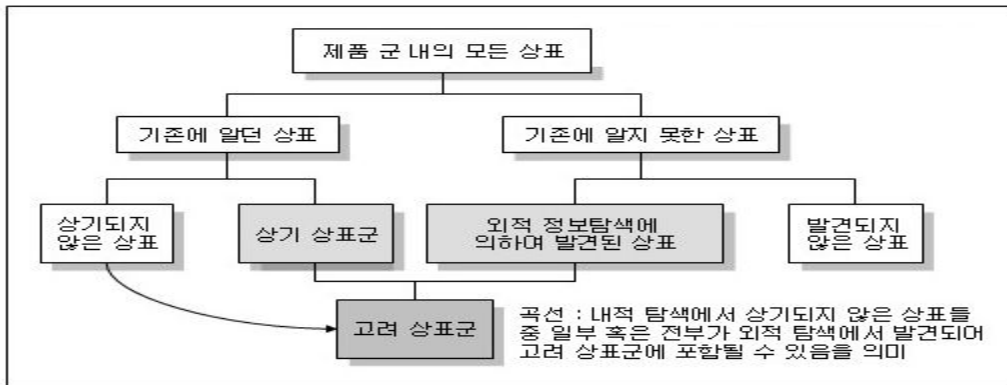 제품 군 내의 모든 상표
기존에 알던 상표
기존에 알지 못한 상표
상기되지
않은 상표
상기 상표군
외적 정보탐색에
의하여 발견된 상표
발견되지
않은 상표
고려 상표군
곡선 : 내적 탐색에서 상기되지 않은 상표들
중 일부 혹은 전부가 외적 탐색에서 발견되어
고려 상표군에 포함될 수 있음을 의미